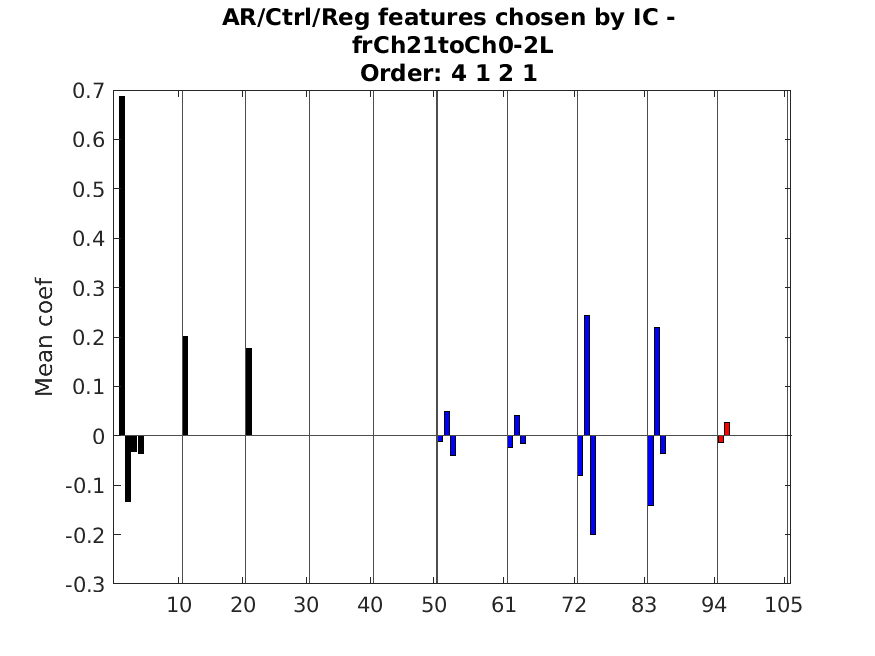 AR/Ctrl/Reg features chosen by IC -
frCh21toCh0-2L
Order: 4 1 2 1
Mean coef
0.7
0.6
0.5
0.4
0.3
0.2
0.1
0
-0.1
-0.2
-0.3
10 20 30 40 50 61 72 83 94 105